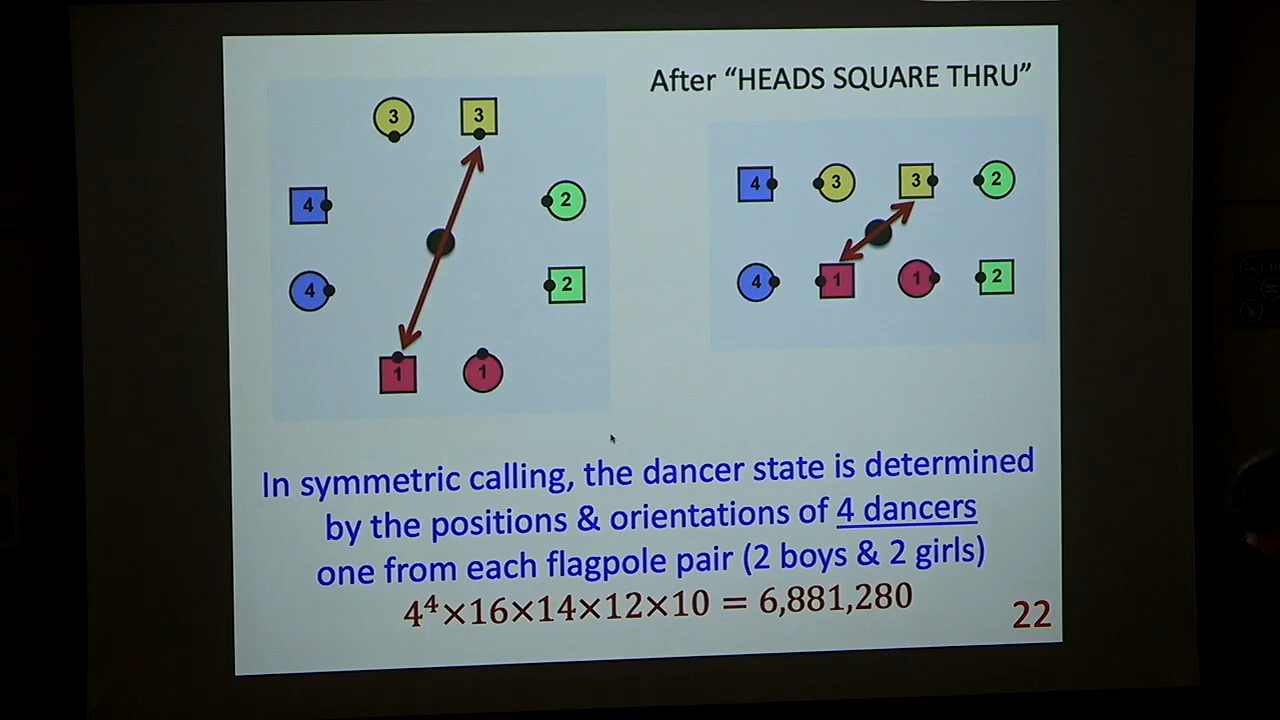 After “HEADS SQUARE THRU”
3 3
4 2
4 2
1 1
4 3 3 2
4 1 1 2
In symmetric calling, the dancer state is determined
by the positions & orientations of 4 dancers
one from each flagpole pair (2 boys & 2 girls)
4⁴×16×14×12×10 = 6,881,280
22